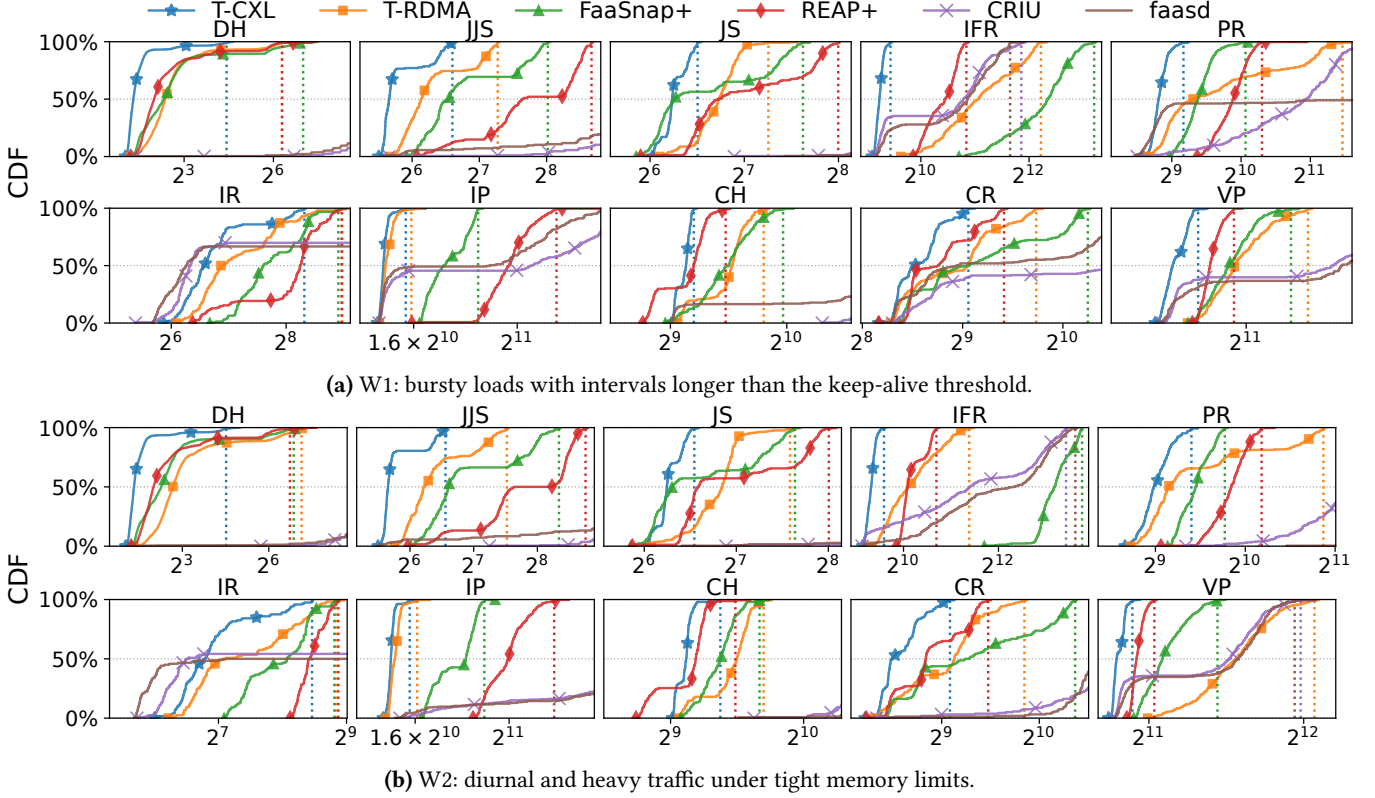 T-CXL T-RDMA FaaSnap+ REAP+ CRIU faasd
DH JJS JS IFR PR
100%
50%
0%
2^3 2^6 2^6 2^7 2^8 2^6 2^7 2^8 2^10 2^12 2^9 2^10 2^11
CDF
IR IP CH CR VP
100%
50%
0%
2^6 2^8 1.6 × 2^10 2^11 2^9 2^10 2^8 2^9 2^10 2^11
(a) W1: bursty loads with intervals longer than the keep-alive threshold.
DH JJS JS IFR PR
100%
50%
0%
2^3 2^6 2^6 2^7 2^8 2^6 2^7 2^8 2^10 2^12 2^9 2^10 2^11
CDF
IR IP CH CR VP
100%
50%
0%
2^7 2^9 1.6 × 2^10 2^11 2^9 2^10 2^9 2^10 2^11 2^12
(b) W2: diurnal and heavy traffic under tight memory limits.